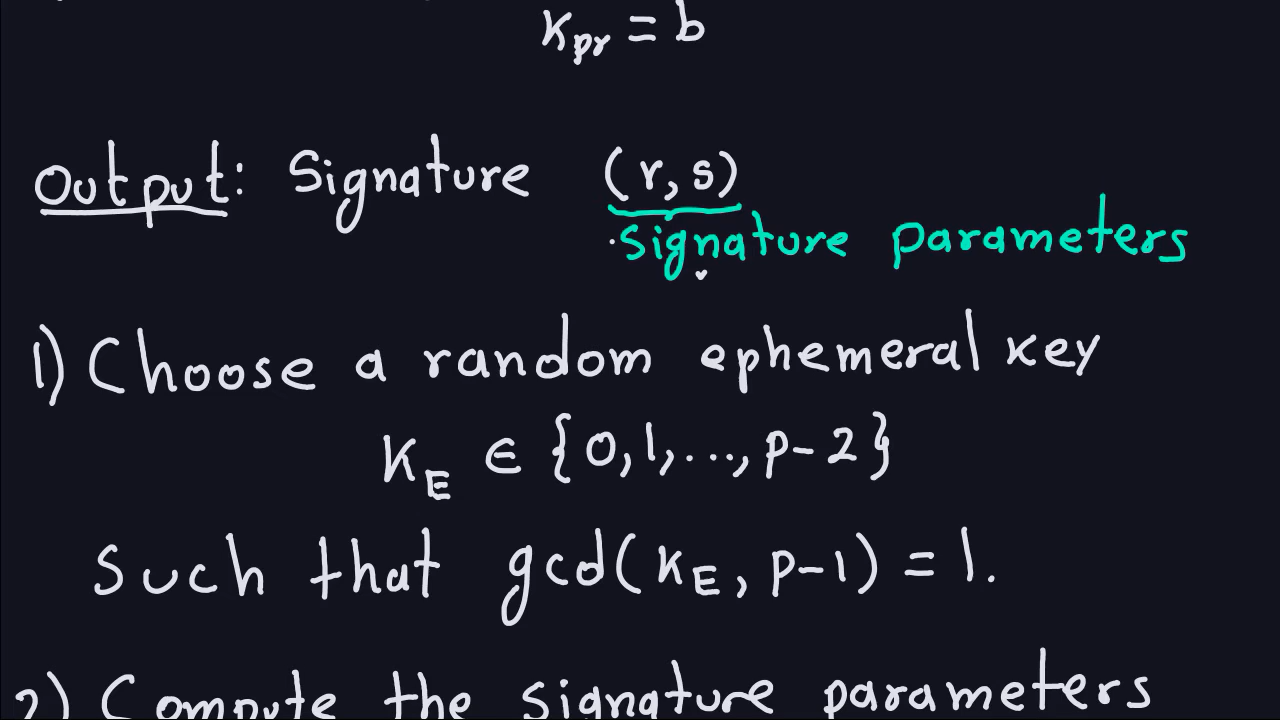 K_pr = b
Output: Signature (r,s)
signature parameters
1) Choose a random ephemeral key
K_E ∈ {0,1,...,p-2}
Such that gcd(K_E, p-1) = 1.
2) Compute the signature parameters